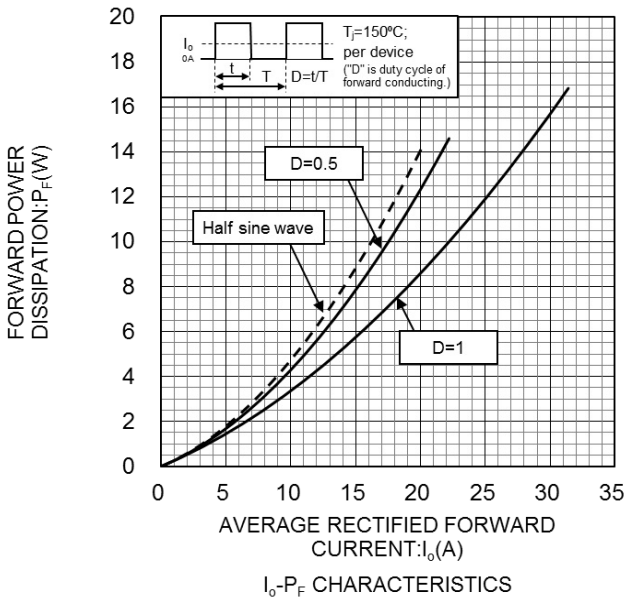 20
18
16
14
12
10
8
6
4
2
0
FORWARD POWER
DISSIPATION:PF(W)
Io
0A
t
T
D=t/T
Tj=150ºC;
per device
("D" is duty cycle of
forward conducting.)
D=0.5
Half sine wave
D=1
0 5 10 15 20 25 30 35
AVERAGE RECTIFIED FORWARD
CURRENT:Io(A)
Io-PF CHARACTERISTICS